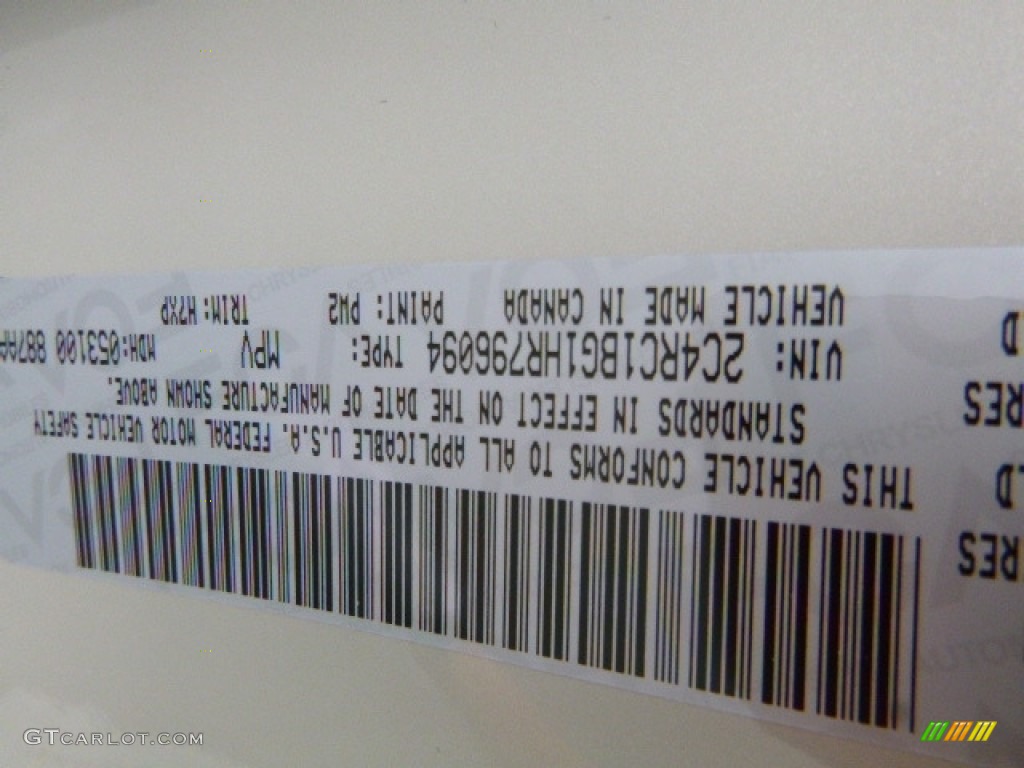 THIS VEHICLE CONFORMS TO ALL APPLICABLE U.S.A. FEDERAL MOTOR VEHICLE SAFETY
STANDARDS IN EFFECT ON THE DATE OF MANUFACTURE SHOWN ABOVE.
VIN: 2C4RC1BG1HR796094 TYPE: MPV MDH:053100 887AA
VEHICLE MADE IN CANADA PAINT: PW2 TRIM: H7XP
RES
LD
RES
D
GTCARLOT.COM